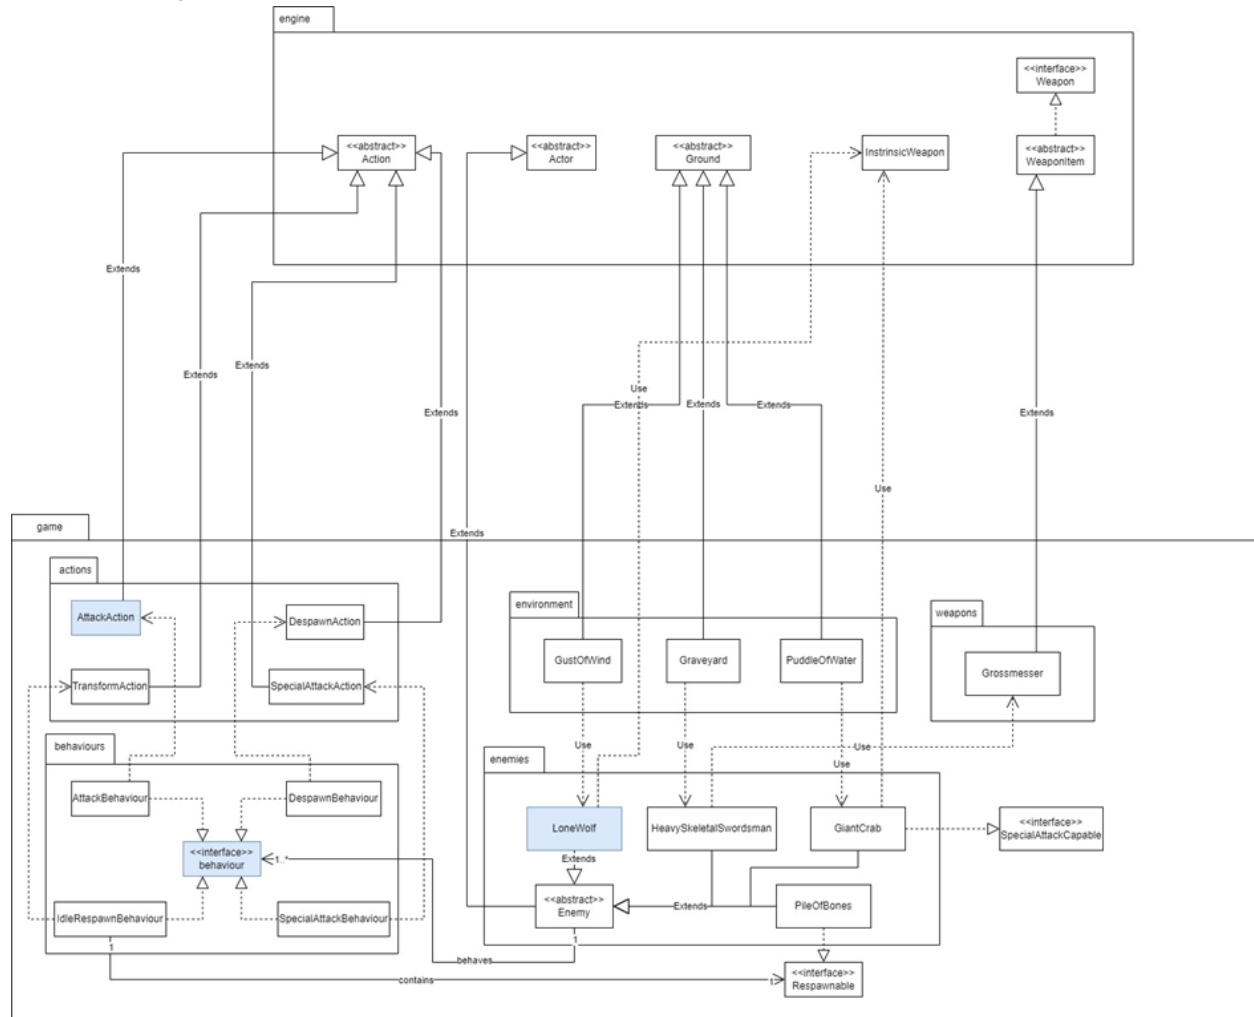 engine
<<interface>>
Weapon
<<abstract>>
Action
<<abstract>>
Actor
<<abstract>>
Ground
InstrinsicWeapon
<<abstract>>
WeaponItem
Extends
Extends
Extends
Extends
Use
Extends
Extends
Extends
Extends
Use
Extends
game
actions
AttackAction
DespawnAction
TransformAction
SpecialAttackAction
environment
GustOfWind
Graveyard
PuddleOfWater
weapons
Grossmesser
behaviours
AttackBehaviour
DespawnBehaviour
<<interface>>
behaviour
1..*
IdleRespawnBehaviour
SpecialAttackBehaviour
1
enemies
Use
Use
Use
Use
LoneWolf
HeavySkeletalSwordsman
GiantCrab
<<interface>>
SpecialAttackCapable
Extends
<<abstract>>
Enemy
Extends
PileOfBones
1
behaves
contains
<<interface>>
Respawnable